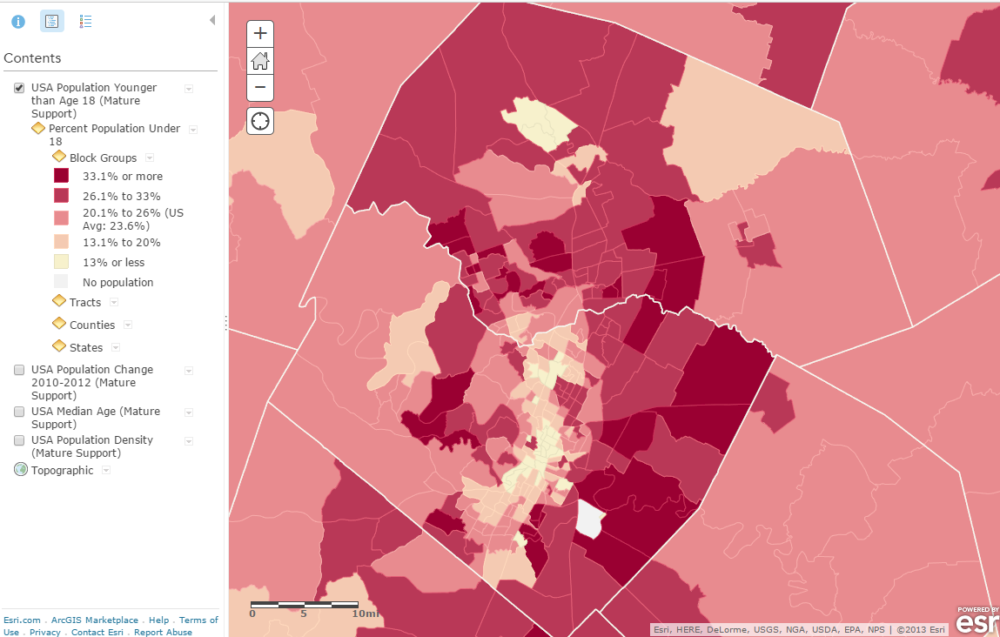 Contents
USA Population Younger
than Age 18 (Mature
Support)
Percent Population Under
18
Block Groups
33.1% or more
26.1% to 33%
20.1% to 26% (US
Avg: 23.6%)
13.1% to 20%
13% or less
No population
Tracts
Counties
States
USA Population Change
2010-2012 (Mature
Support)
USA Median Age (Mature
Support)
USA Population Density
(Mature Support)
Topographic
Esri.com . ArcGIS Marketplace . Help . Terms of
Use . Privacy . Contact Esri . Report Abuse
0 5 10mi
Esri, HERE, DeLorme, USGS, NGA, USDA, EPA, NPS | ©2013 Esri
POWERED BY
esri